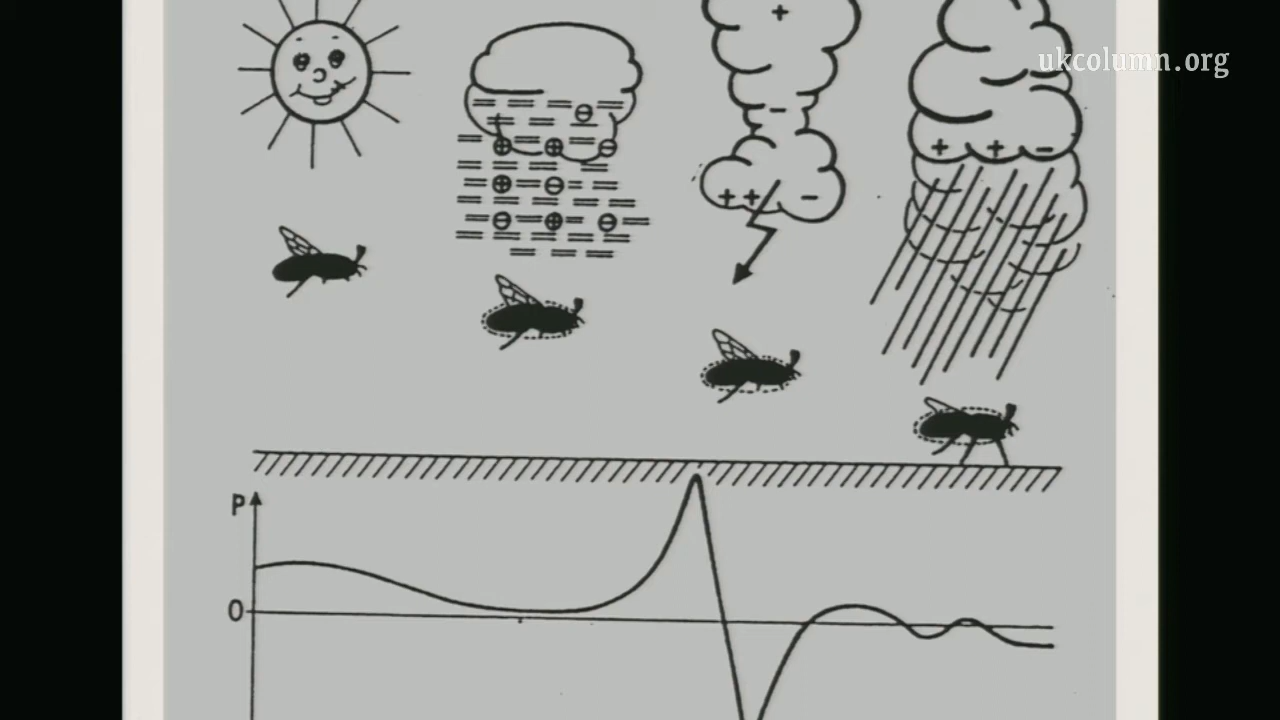 +
ukcolumn.org
-
+ + -
+ + -
P
0